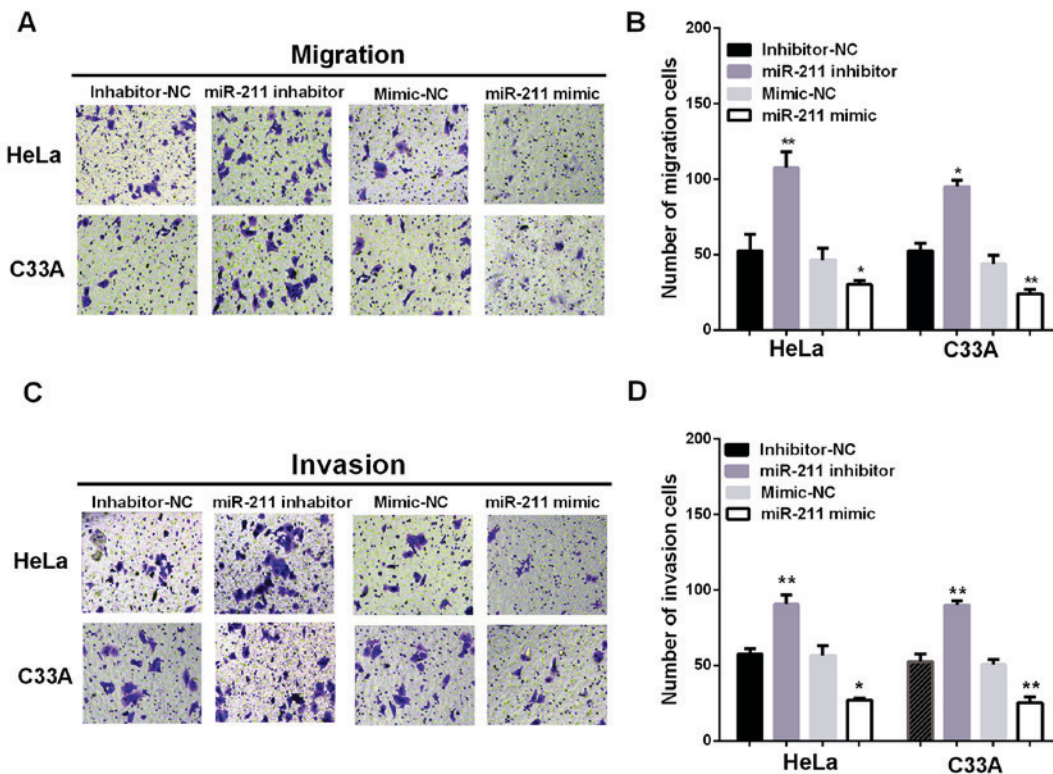 A
Migration
Inhabitor-NC miR-211 inhabitor Mimic-NC miR-211 mimic
HeLa
C33A
B
Inhibitor-NC
miR-211 inhibitor
Mimic-NC
miR-211 mimic
Number of migration cells
200
150
100
50
0
** * * **
HeLa C33A
C
Invasion
Inhabitor-NC miR-211 inhabitor Mimic-NC miR-211 mimic
HeLa
C33A
D
Inhibitor-NC
miR-211 inhibitor
Mimic-NC
miR-211 mimic
Number of invasion cells
200
150
100
50
0
** * ** **
HeLa C33A